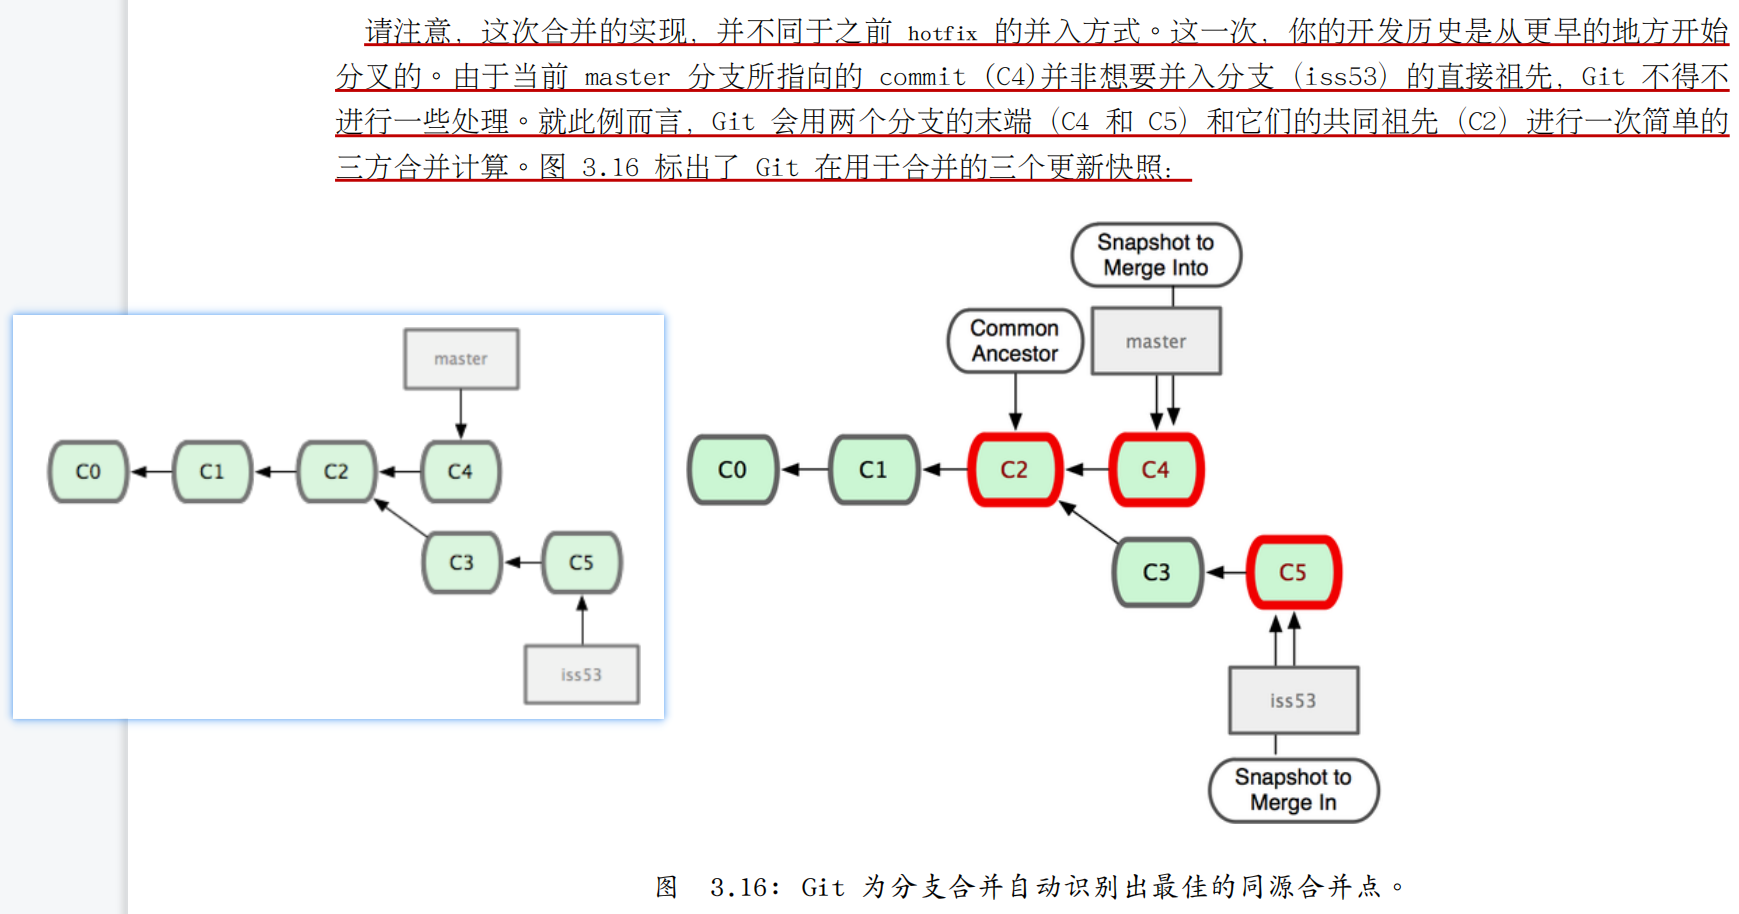 请注意，这次合并的实现，并不同于之前 hotfix 的并入方式。这一次，你的开发历史是从更早的地方开始
分叉的。由于当前 master 分支所指向的 commit (C4)并非想要并入分支（iss53）的直接祖先，Git 不得不
进行一些处理。就此例而言，Git 会用两个分支的末端（C4 和 C5）和它们的共同祖先（C2）进行一次简单的
三方合并计算。图 3.16 标出了 Git 在用于合并的三个更新快照：
master
C0
C1
C2
C4
C3
C5
iss53
Snapshot to
Merge Into
Common
Ancestor
master
C0
C1
C2
C4
C3
C5
iss53
Snapshot to
Merge In
图 3.16: Git 为分支合并自动识别出最佳的同源合并点。